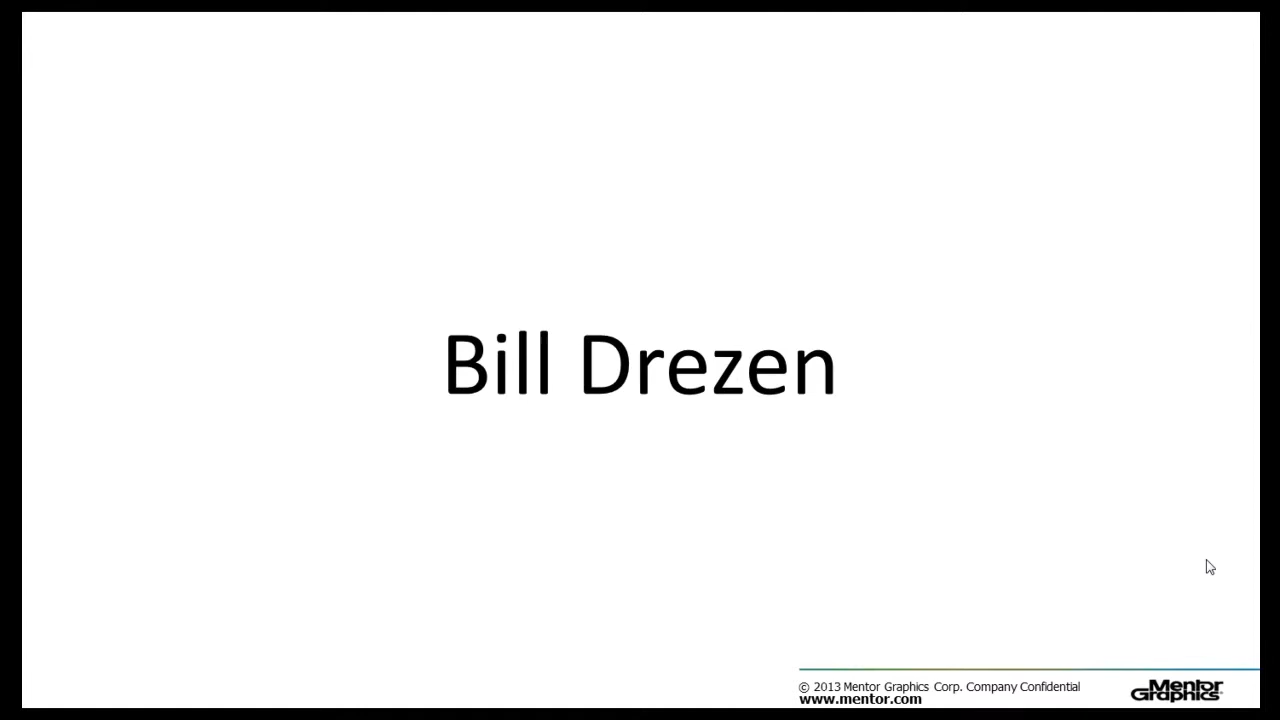 Bill Drezen
© 2013 Mentor Graphics Corp. Company Confidential
www.mentor.com
Mentor
Graphics